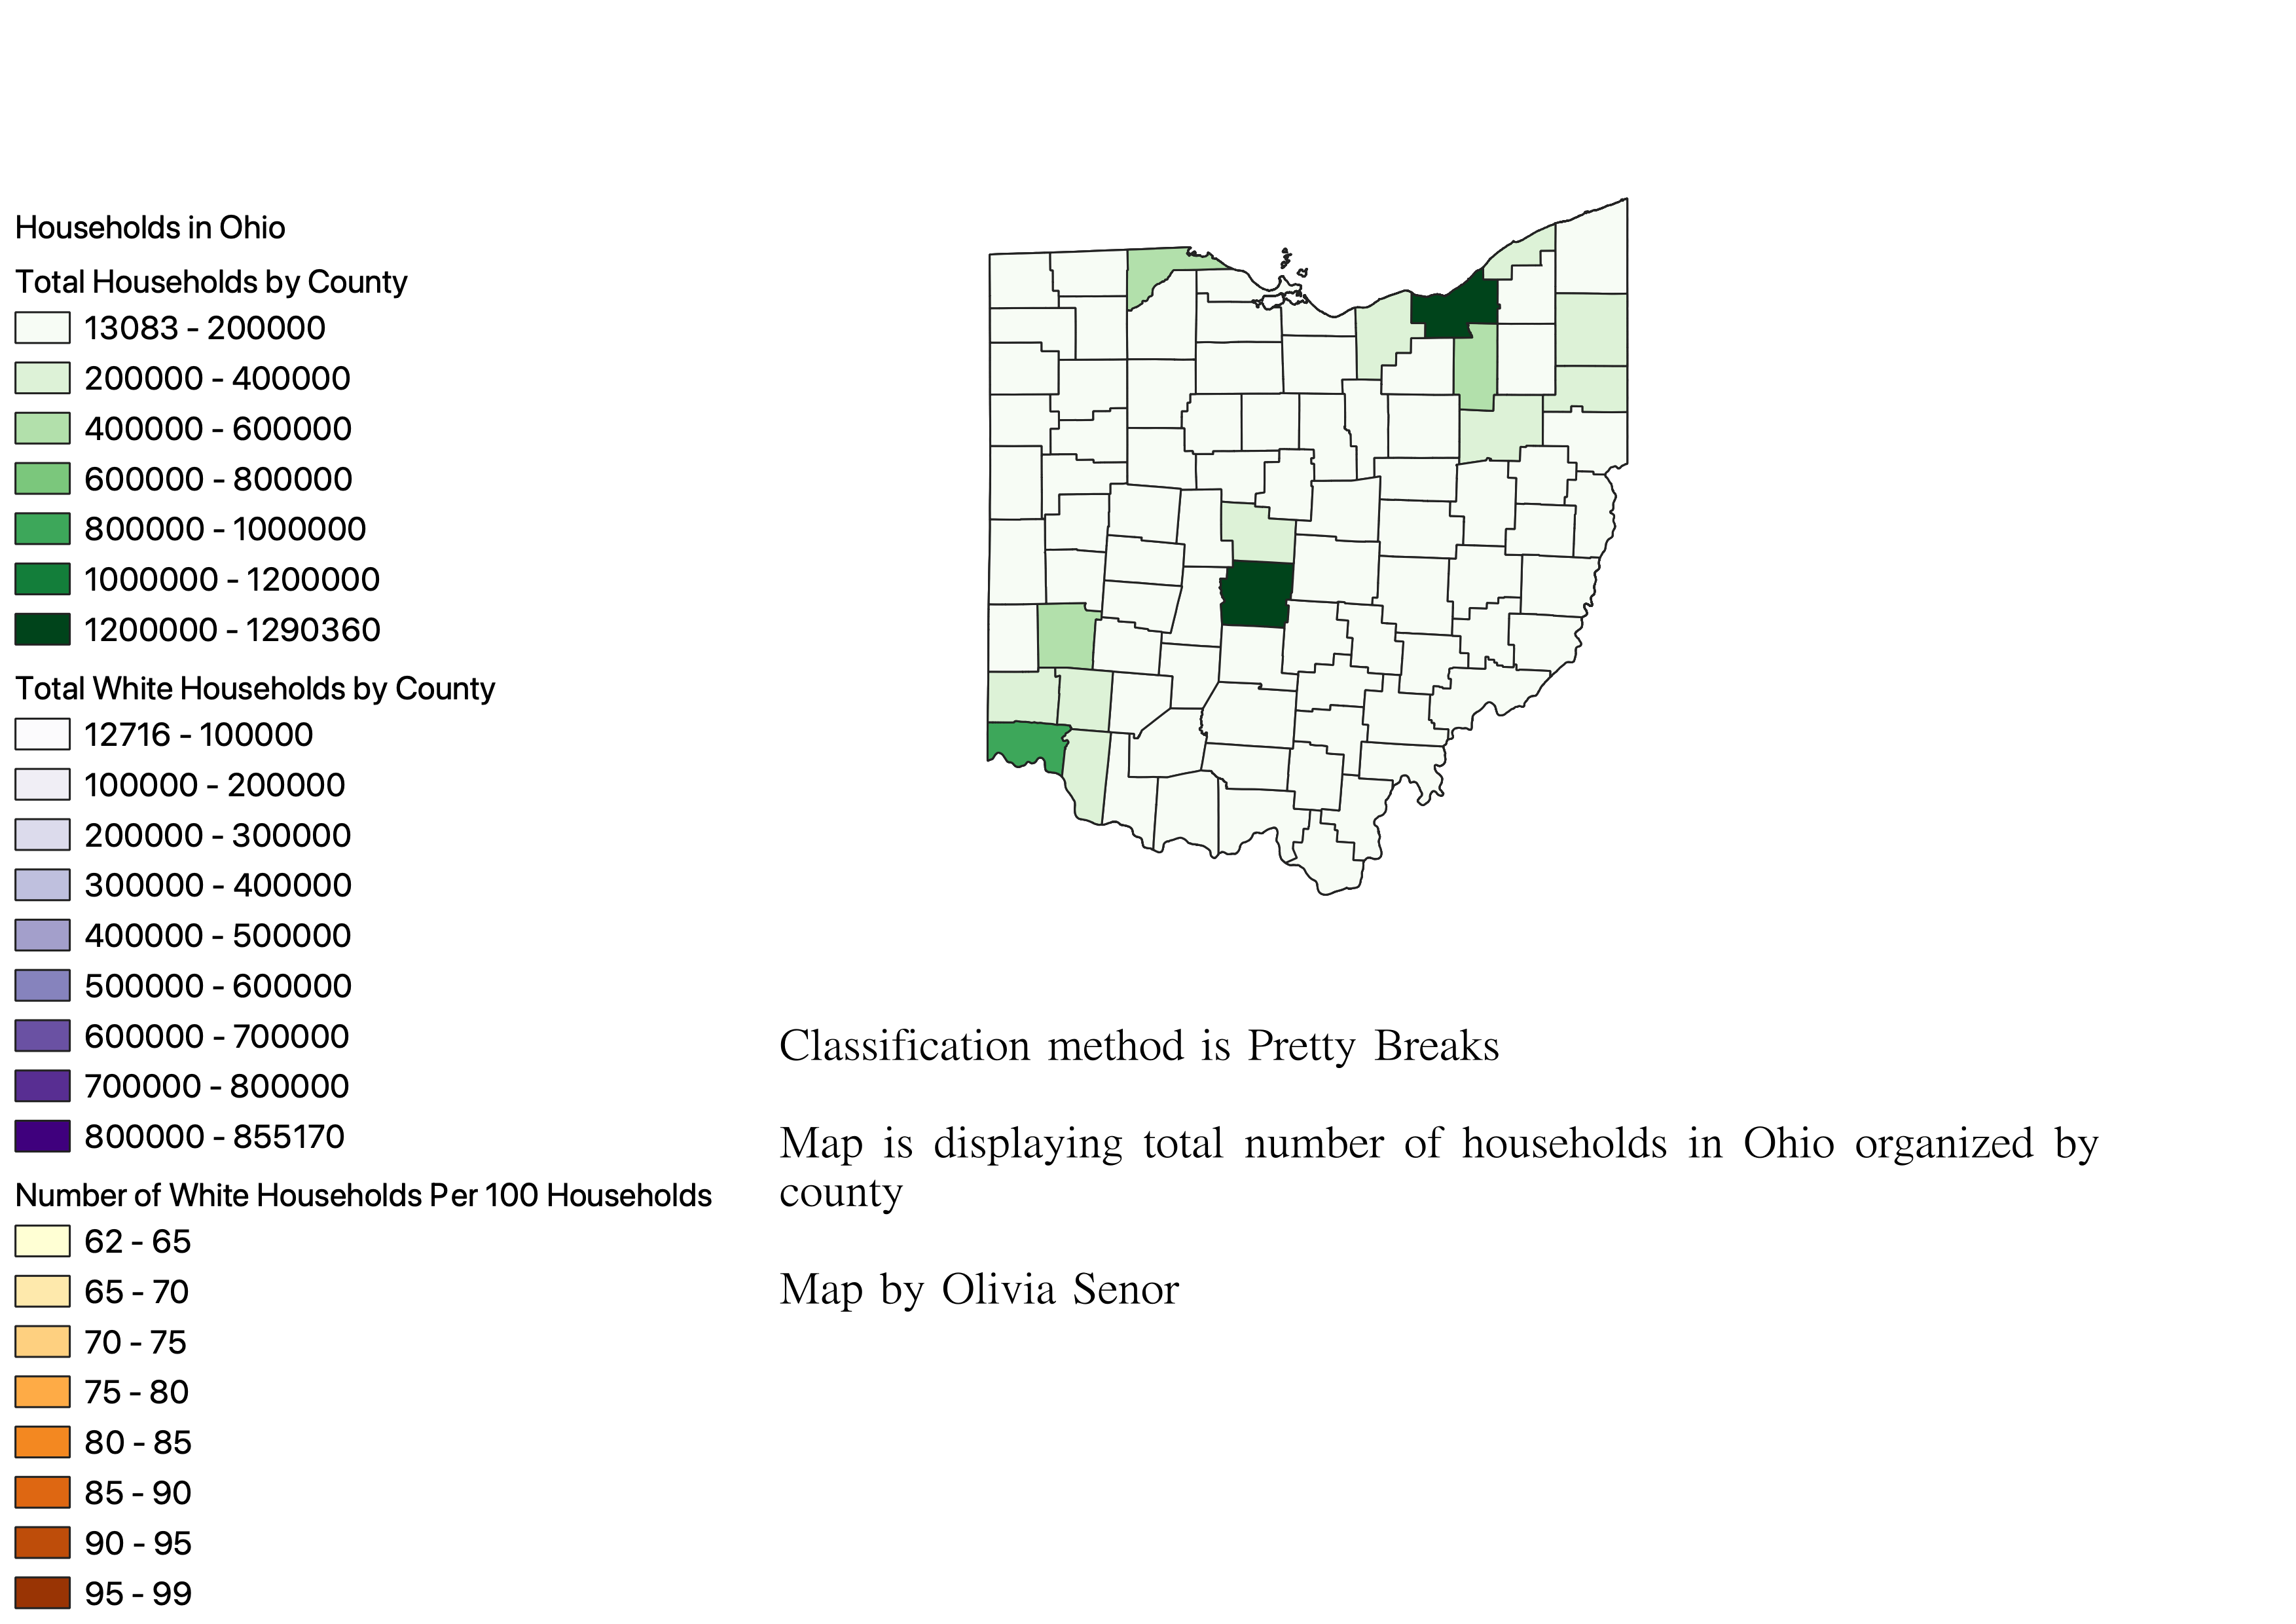 Households in Ohio
Total Households by County
13083 - 200000
200000 - 400000
400000 - 600000
600000 - 800000
800000 - 1000000
1000000 - 1200000
1200000 - 1290360
Total White Households by County
12716 - 100000
100000 - 200000
200000 - 300000
300000 - 400000
400000 - 500000
500000 - 600000
600000 - 700000
700000 - 800000
800000 - 855170
Number of White Households Per 100 Households
62 - 65
65 - 70
70 - 75
75 - 80
80 - 85
85 - 90
90 - 95
95 - 99
Classification method is Pretty Breaks
Map is displaying total number of households in Ohio organized by
county
Map by Olivia Senor